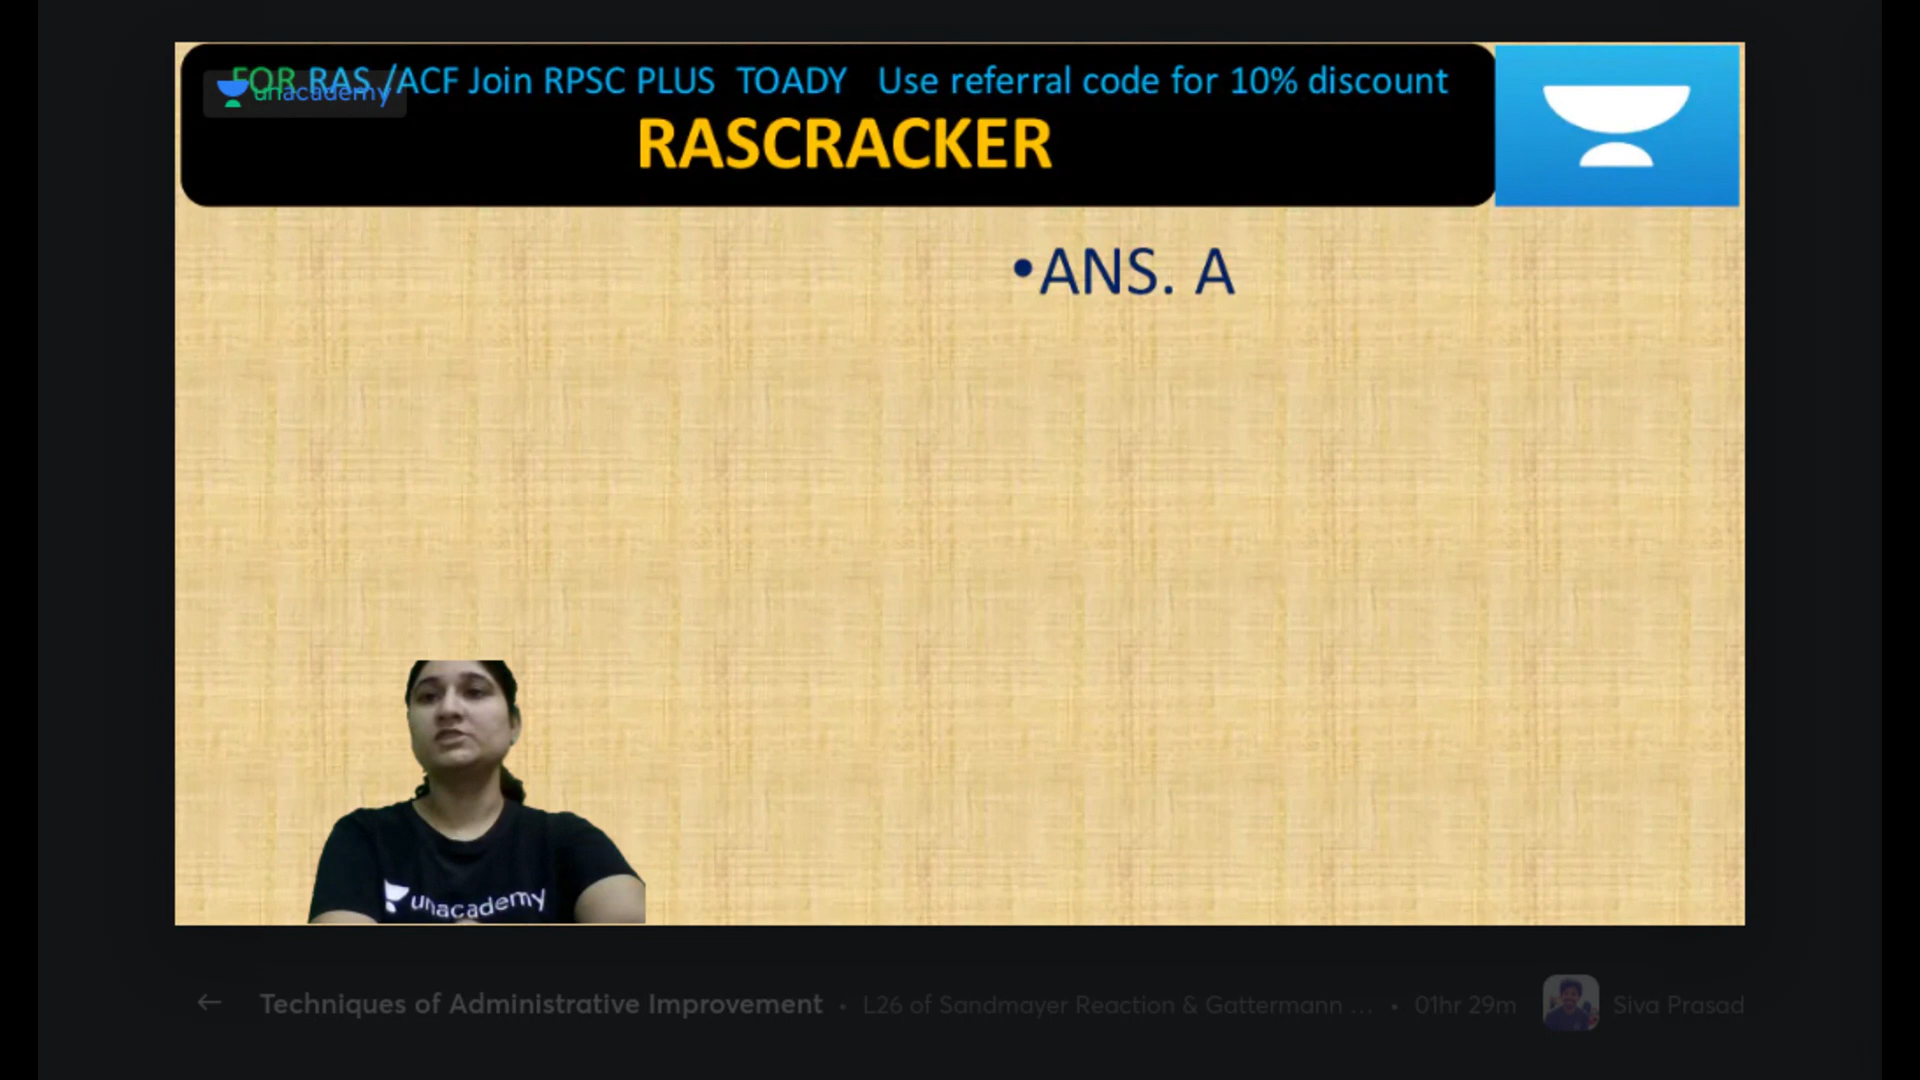 FOR RAS /ACF Join RPSC PLUS TOADY Use referral code for 10% discount
unacademy
RASCRACKER
•ANS. A
unacademy
Techniques of Administrative Improvement • L26 of Sandmayer Reaction & Gattermann ... • 01hr 29m Siva Prasad